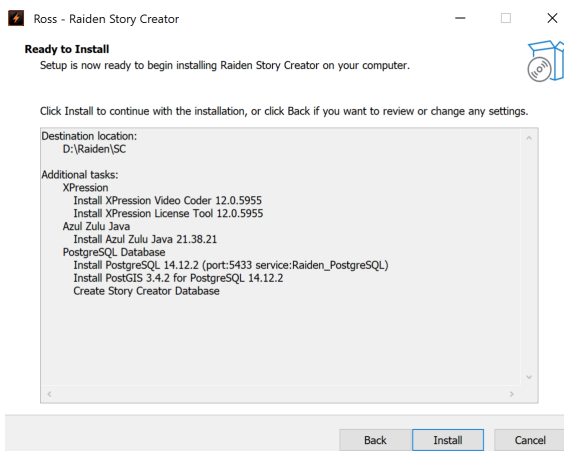 Ross - Raiden Story Creator
Ready to Install
Setup is now ready to begin installing Raiden Story Creator on your computer.
Click Install to continue with the installation, or click Back if you want to review or change any settings.
Destination location:
D:\Raiden\SC
Additional tasks:
XPression
Install XPression Video Coder 12.0.5955
Install XPression License Tool 12.0.5955
Azul Zulu Java
Install Azul Zulu Java 21.38.21
PostgreSQL Database
Install PostgreSQL 14.12.2 (port:5433 service:Raiden_PostgreSQL)
Install PostGIS 3.4.2 for PostgreSQL 14.12.2
Create Story Creator Database
Back Install Cancel